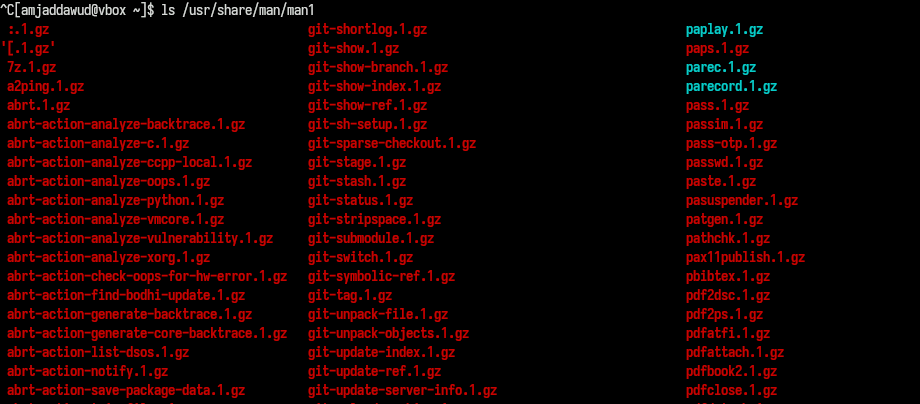 ^C[amjaddawud@vbox ~]$ ls /usr/share/man/man1
:.1.gz git-shortlog.1.gz paplay.1.gz
'[.1.gz' git-show.1.gz paps.1.gz
7z.1.gz git-show-branch.1.gz parec.1.gz
a2ping.1.gz git-show-index.1.gz parecord.1.gz
abrt.1.gz git-show-ref.1.gz pass.1.gz
abrt-action-analyze-backtrace.1.gz git-sh-setup.1.gz passim.1.gz
abrt-action-analyze-c.1.gz git-sparse-checkout.1.gz pass-otp.1.gz
abrt-action-analyze-ccpp-local.1.gz git-stage.1.gz passwd.1.gz
abrt-action-analyze-oops.1.gz git-stash.1.gz paste.1.gz
abrt-action-analyze-python.1.gz git-status.1.gz pasuspender.1.gz
abrt-action-analyze-vmcore.1.gz git-stripspace.1.gz patgen.1.gz
abrt-action-analyze-vulnerability.1.gz git-submodule.1.gz pathchk.1.gz
abrt-action-analyze-xorg.1.gz git-switch.1.gz pax11publish.1.gz
abrt-action-check-oops-for-hw-error.1.gz git-symbolic-ref.1.gz pbibtex.1.gz
abrt-action-find-bodhi-update.1.gz git-tag.1.gz pdf2dsc.1.gz
abrt-action-generate-backtrace.1.gz git-unpack-file.1.gz pdf2ps.1.gz
abrt-action-generate-core-backtrace.1.gz git-unpack-objects.1.gz pdfatfi.1.gz
abrt-action-list-dsos.1.gz git-update-index.1.gz pdfattach.1.gz
abrt-action-notify.1.gz git-update-ref.1.gz pdfbook2.1.gz
abrt-action-save-package-data.1.gz git-update-server-info.1.gz pdfclose.1.gz